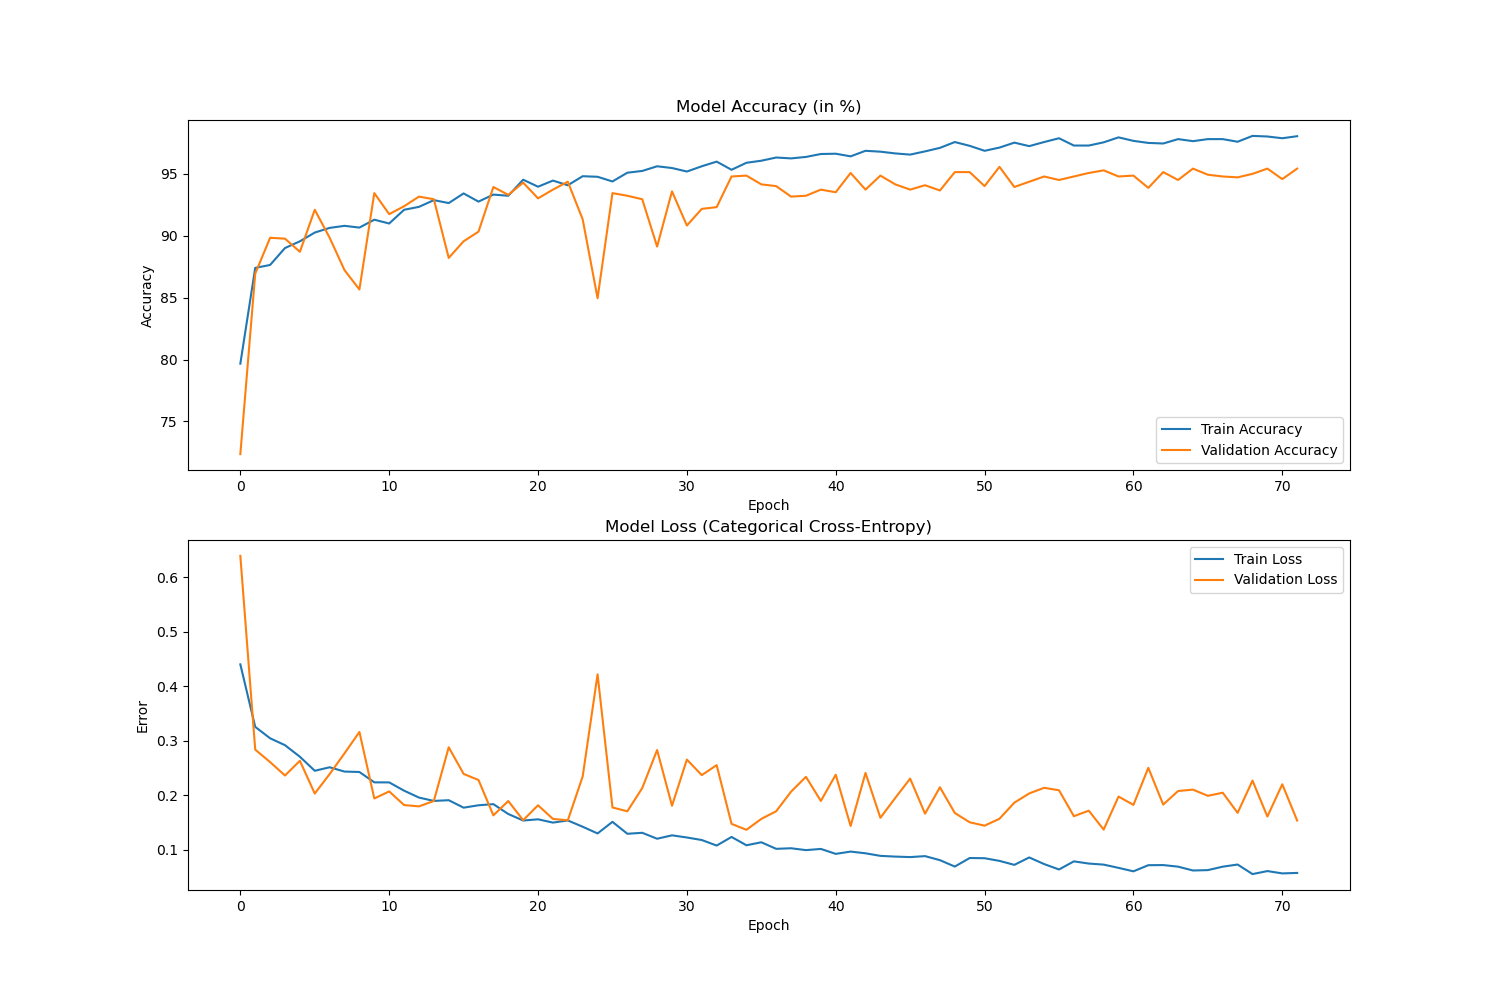 Model Accuracy (in %)
Accuracy
95
90
85
80
75
Train Accuracy
Validation Accuracy
0 10 20 30 40 50 60 70
Epoch
Model Loss (Categorical Cross-Entropy)
Error
0.6
0.5
0.4
0.3
0.2
0.1
Train Loss
Validation Loss
0 10 20 30 40 50 60 70
Epoch